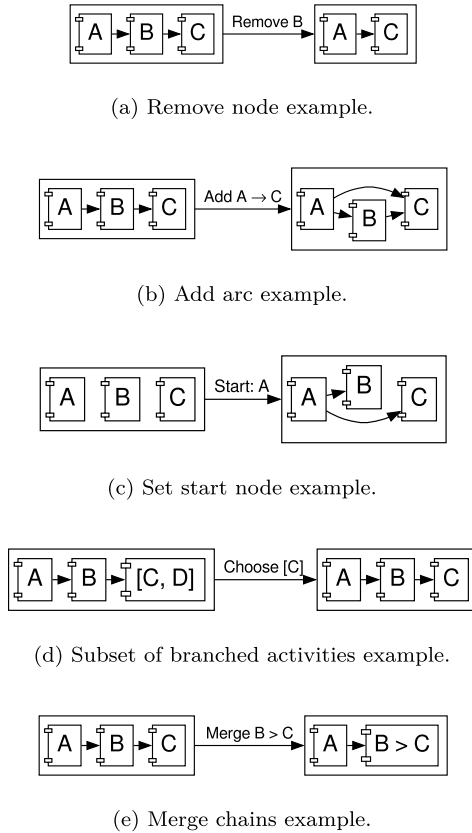 A B C Remove B A C
(a) Remove node example.
A B C Add A → C A B C
(b) Add arc example.
A B C Start: A A B C
(c) Set start node example.
A B [C, D] Choose [C] A B C
(d) Subset of branched activities example.
A B C Merge B > C A B > C
(e) Merge chains example.